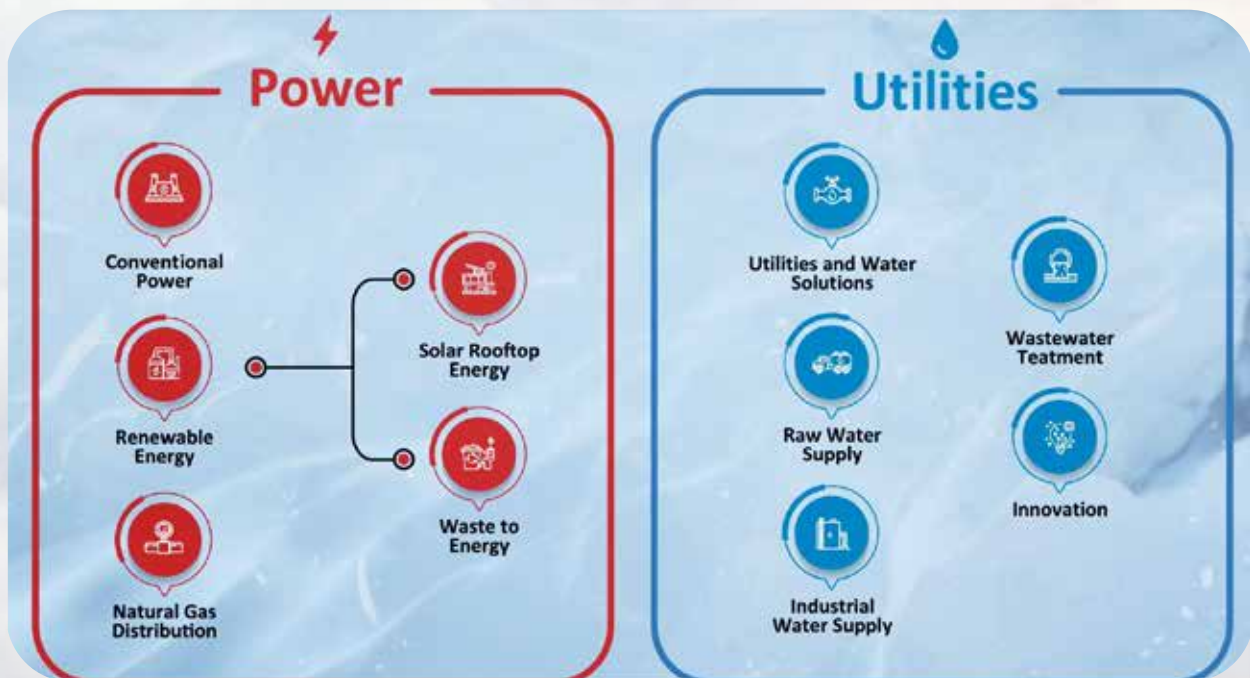 Power
Conventional
Power
Renewable
Energy
Natural Gas
Distribution
Solar Rooftop
Energy
Waste to
Energy
Utilities
Utilities and Water
Solutions
Raw Water
Supply
Industrial
Water Supply
Wastewater
Teatment
Innovation